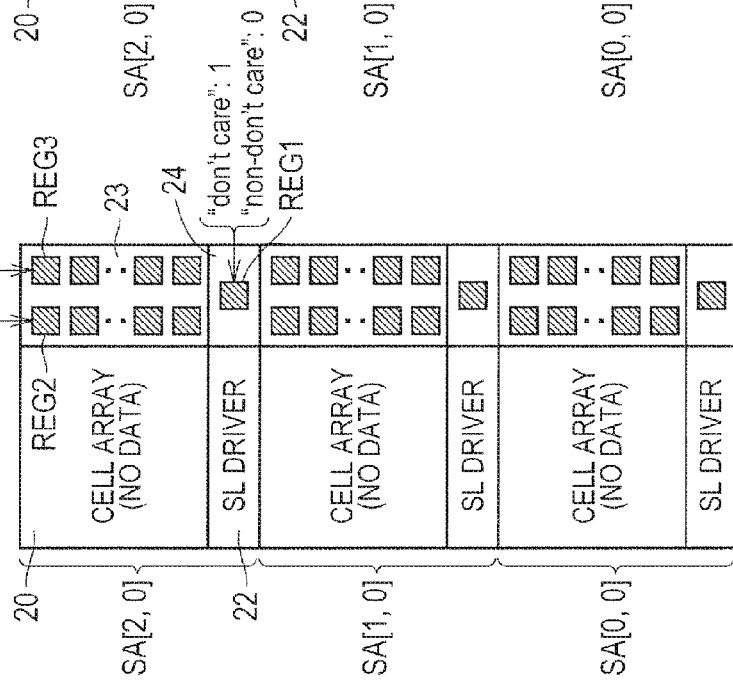 20
SA[2, 0]
22
CELL ARRAY
(NO DATA)
SL DRIVER
REG2
REG3
23
24
"don't care": 1
"non-don't care": 0
REG1
SA[1, 0]
CELL ARRAY
(NO DATA)
SL DRIVER
SA[0, 0]
CELL ARRAY
(NO DATA)
SL DRIVER
20
SA[2, 0]
22
SA[1, 0]
SA[0, 0]